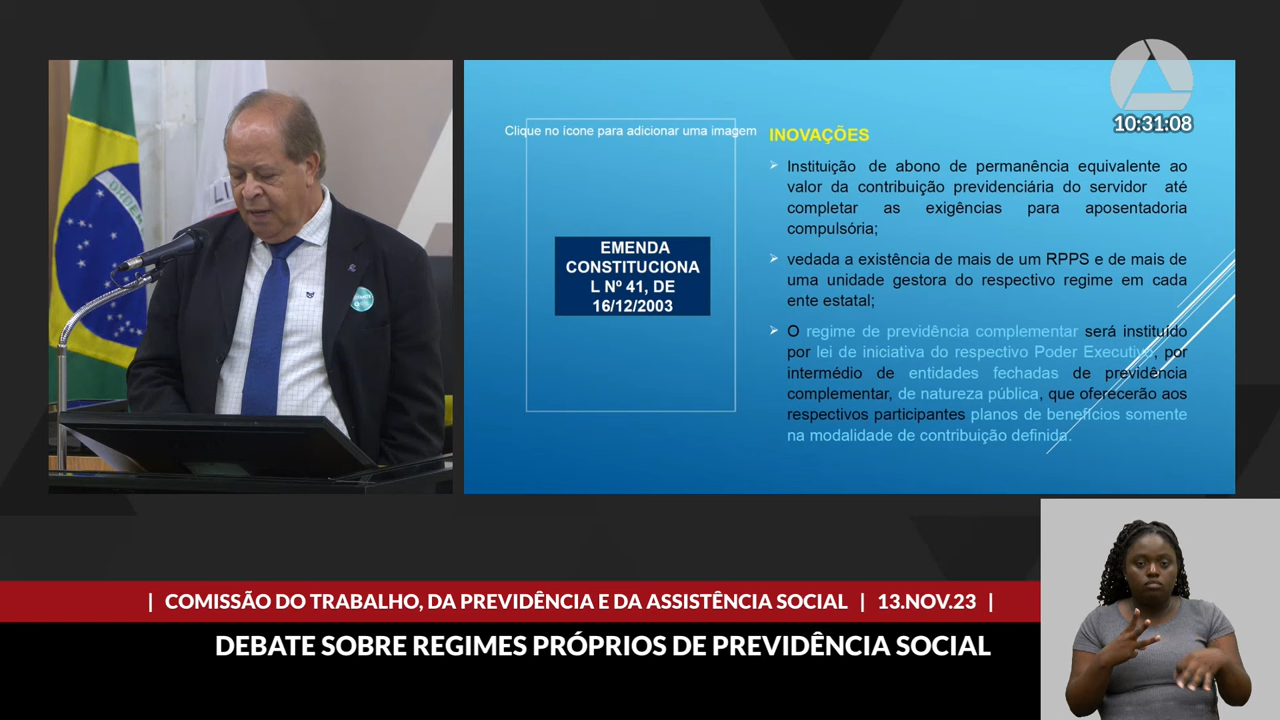 10:31:08
Clique no ícone para adicionar uma imagem
EMENDA
CONSTITUCIONA
L Nº 41, DE
16/12/2003
INOVAÇÕES
Instituição de abono de permanência equivalente ao
valor da contribuição previdenciária do servidor até
completar as exigências para aposentadoria
compulsória;
vedada a existência de mais de um RPPS e de mais de
uma unidade gestora do respectivo regime em cada
ente estatal;
O regime de previdência complementar será instituído
por lei de iniciativa do respectivo Poder Executivo, por
intermédio de entidades fechadas de previdência
complementar, de natureza pública, que oferecerão aos
respectivos participantes planos de benefícios somente
na modalidade de contribuição definida.
| COMISSÃO DO TRABALHO, DA PREVIDÊNCIA E DA ASSISTÊNCIA SOCIAL | 13.NOV.23 |
DEBATE SOBRE REGIMES PRÓPRIOS DE PREVIDÊNCIA SOCIAL